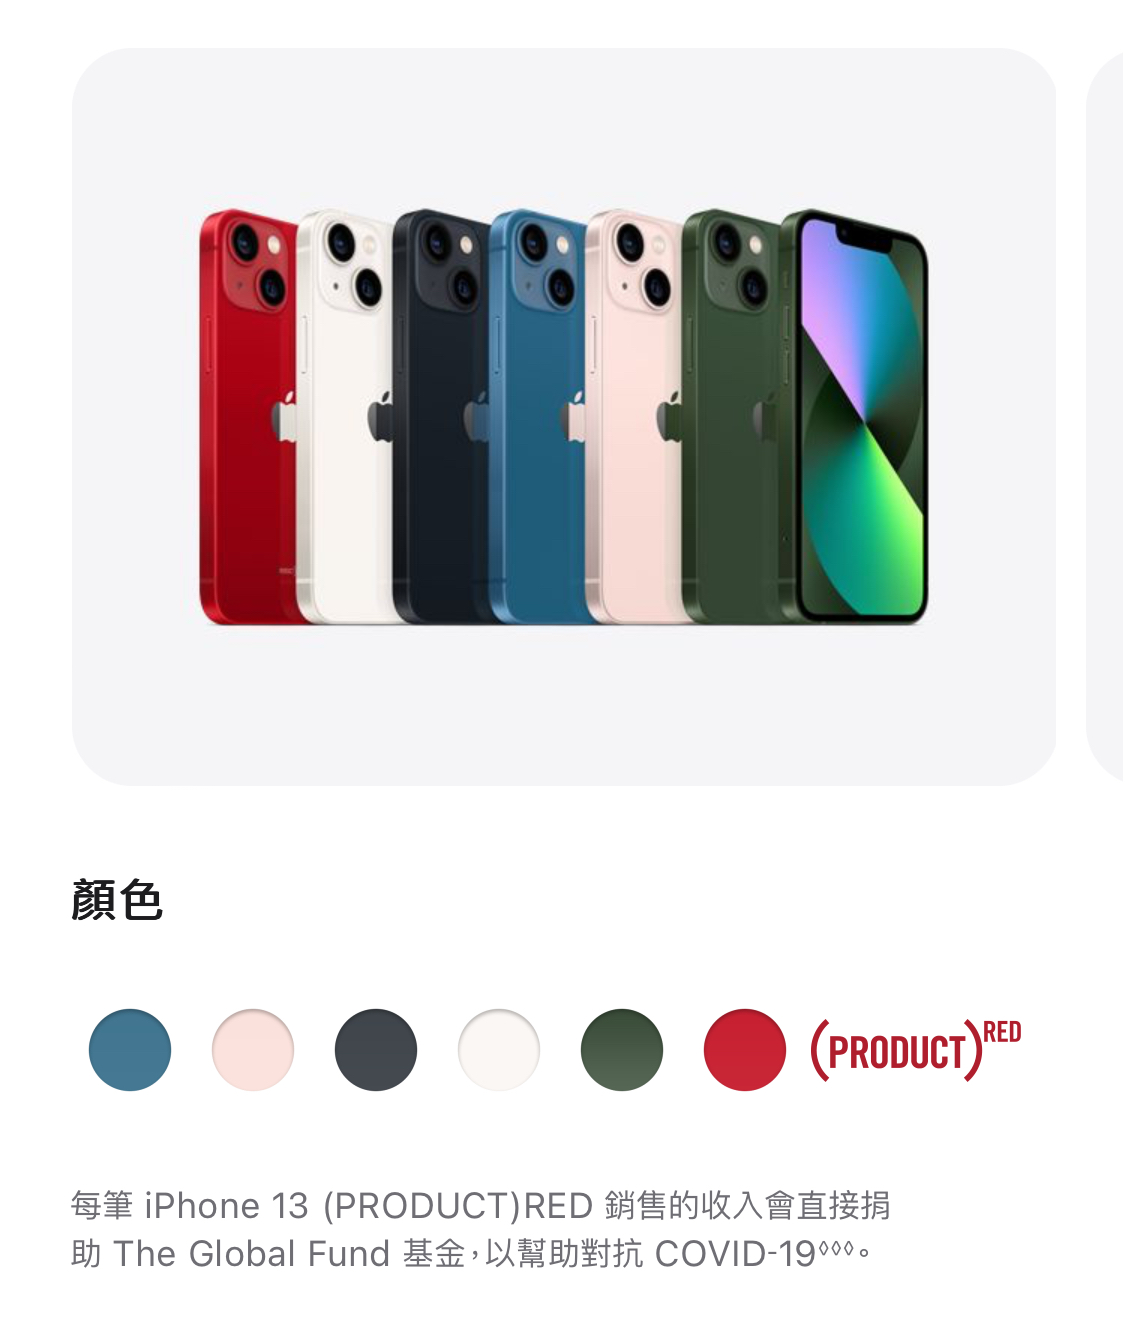 顏色
(PRODUCT)RED
每筆 iPhone 13 (PRODUCT)RED 銷售的收入會直接捐
助 The Global Fund 基金，以幫助對抗 COVID-19◊◊◊。